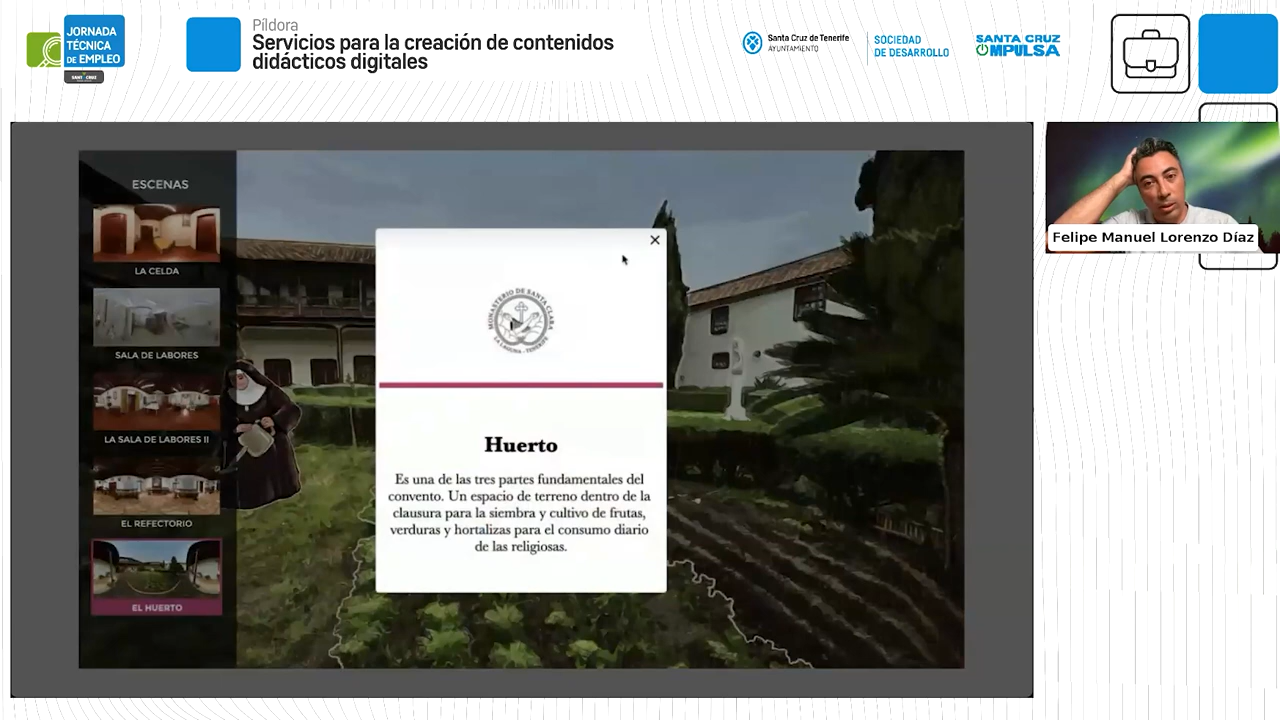 JORNADA
TÉCNICA
DE EMPLEO
Píldora
Servicios para la creación de contenidos
didácticos digitales
Santa Cruz de Tenerife
AYUNTAMIENTO
SOCIEDAD
DE DESARROLLO
SANTA CRUZ
IMPULSA
ESCENAS
LA CELDA
SALA DE LABORES
LA SALA DE LABORES II
EL REFECTORIO
EL HUERTO
MONASTERIO DE SANTA CLARA
LA LAGUNA - TENERIFE
Huerto
Es una de las tres partes fundamentales del
convento. Un espacio de terreno dentro de la
clausura para la siembra y cultivo de frutas,
verduras y hortalizas para el consumo diario
de las religiosas.
Felipe Manuel Lorenzo Díaz